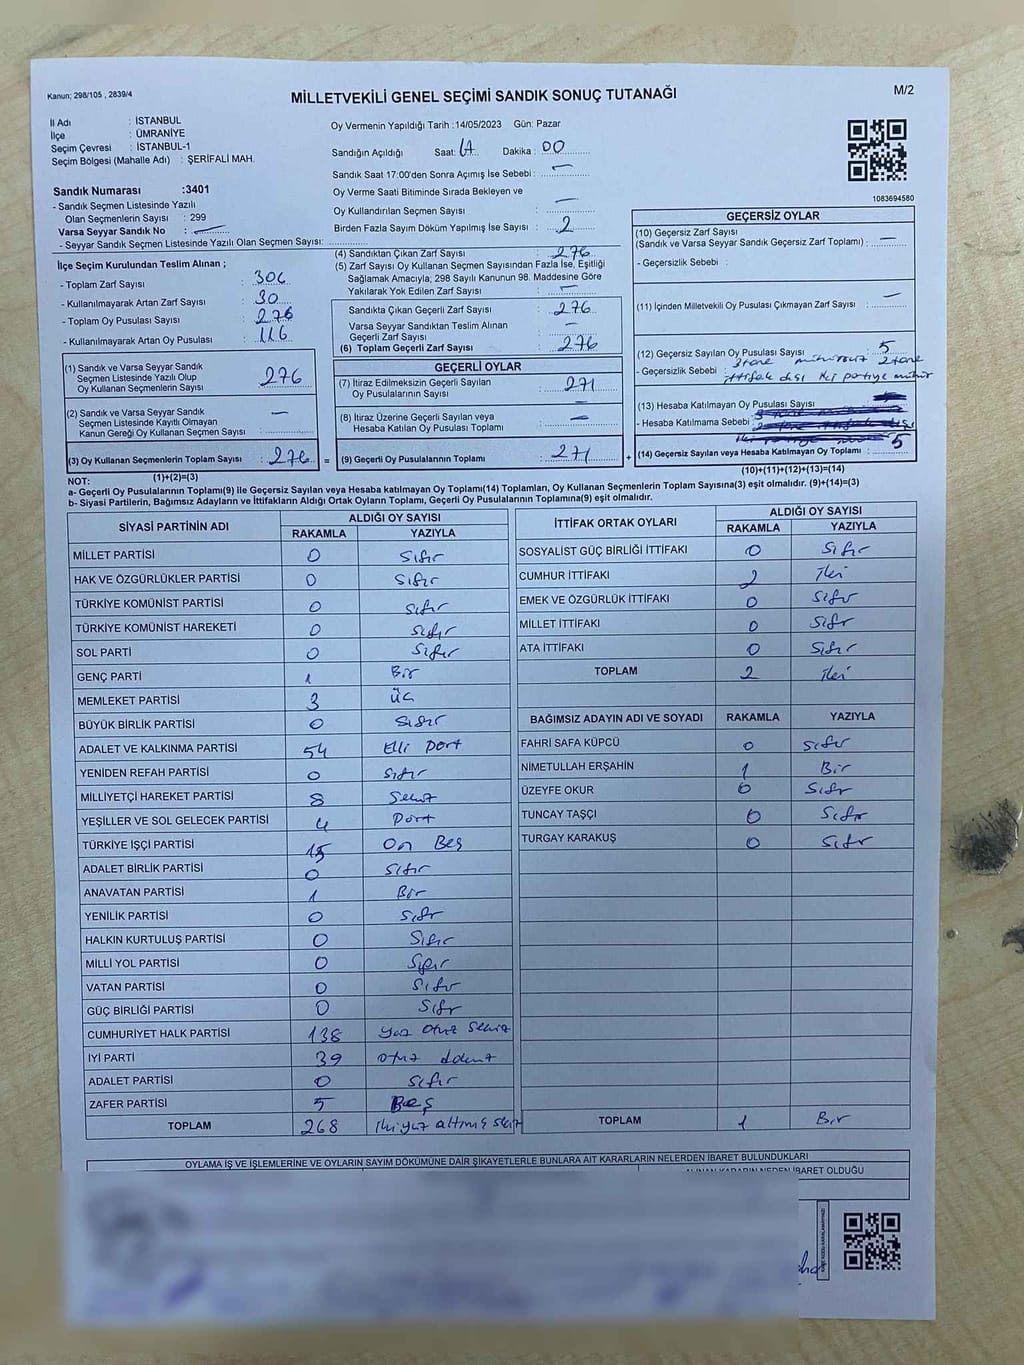 Kanun; 298/105 , 2839/4
MİLLETVEKİLİ GENEL SEÇİMİ SANDIK SONUÇ TUTANAĞI
M/2
İl Adı : İSTANBUL
İlçe : ÜMRANİYE
Seçim Çevresi : İSTANBUL-1
Seçim Bölgesi (Mahalle Adı) : ŞERİFALİ MAH.
Sandık Numarası :3401
- Sandık Seçmen Listesinde Yazılı
Olan Seçmenlerin Sayısı : 299
Varsa Seyyar Sandık No : —
- Seyyar Sandık Seçmen Listesinde Yazılı Olan Seçmen Sayısı:
Oy Vermenin Yapıldığı Tarih :14/05/2023 Gün: Pazar
Sandığın Açıldığı Saat: 17 Dakika : 00
Sandık Saat 17:00'den Sonra Açımış İse Sebebi : —
Oy Verme Saati Bitiminde Sırada Bekleyen ve
Oy Kullandırılan Seçmen Sayısı : —
Birden Fazla Sayım Döküm Yapılmış İse Sayısı : 2
1083694580
İlçe Seçim Kurulundan Teslim Alınan ;
- Toplam Zarf Sayısı : 306
- Kullanılmayarak Artan Zarf Sayısı : 30
- Toplam Oy Pusulası Sayısı : 276
- Kullanılmayarak Artan Oy Pusulası : 116
(4) Sandıktan Çıkan Zarf Sayısı : 276
(5) Zarf Sayısı Oy Kullanan Seçmen Sayısından Fazla İse, Eşitliği
Sağlamak Amacıyla; 298 Sayılı Kanunun 98. Maddesine Göre
Yakılarak Yok Edilen Zarf Sayısı : —
Sandıkta Çıkan Geçerli Zarf Sayısı : 276
Varsa Seyyar Sandıktan Teslim Alınan
Geçerli Zarf Sayısı : —
(6) Toplam Geçerli Zarf Sayısı : 276
GEÇERSİZ OYLAR
(10) Geçersiz Zarf Sayısı
(Sandık ve Varsa Seyyar Sandık Geçersiz Zarf Toplamı) : —
- Geçersizlik Sebebi :
(11) İçinden Milletvekili Oy Pusulası Çıkmayan Zarf Sayısı : —
(12) Geçersiz Sayılan Oy Pusulası Sayısı : 5
- Geçersizlik Sebebi : 3 tane mühürsüz 2 tane
ittifak dışı iki partiye mühür
(13) Hesaba Katılmayan Oy Pusulası Sayısı
- Hesaba Katılmama Sebebi :
(14) Geçersiz Sayılan veya Hesaba Katılmayan Oy Toplamı : 5
(10)+(11)+(12)+(13)=(14)
(1) Sandık ve Varsa Seyyar Sandık
Seçmen Listesinde Yazılı Olup
Oy Kullanan Seçmenlerin Sayısı : 276
(2) Sandık ve Varsa Seyyar Sandık
Seçmen Listesinde Kayıtlı Olmayan
Kanun Gereği Oy Kullanan Seçmen Sayısı : —
(3) Oy Kullanan Seçmenlerin Toplam Sayısı : 276 =
(1)+(2)=(3)
GEÇERLİ OYLAR
(7) İtiraz Edilmeksizin Geçerli Sayılan
Oy Pusulalarının Sayısı : 271
(8) İtiraz Üzerine Geçerli Sayılan veya
Hesaba Katılan Oy Pusulası Toplamı : —
(9) Geçerli Oy Pusulalarının Toplamı : 271 +
NOT:
a- Geçerli Oy Pusulalarının Toplamı(9) ile Geçersiz Sayılan veya Hesaba katılmayan Oy Toplamı(14) Toplamları, Oy Kullanan Seçmenlerin Toplam Sayısına(3) eşit olmalıdır. (9)+(14)=(3)
b- Siyasi Partilerin, Bağımsız Adayların ve İttifakların Aldığı Ortak Oyların Toplamı, Geçerli Oy Pusulalarının Toplamına(9) eşit olmalıdır.
SİYASİ PARTİNİN ADI ALDIĞI OY SAYISI
RAKAMLA YAZIYLA
MİLLET PARTİSİ 0 Sıfır
HAK VE ÖZGÜRLÜKLER PARTİSİ 0 Sıfır
TÜRKİYE KOMÜNİST PARTİSİ 0 Sıfır
TÜRKİYE KOMÜNİST HAREKETİ 0 Sıfır
SOL PARTİ 0 Sıfır
GENÇ PARTİ 1 Bir
MEMLEKET PARTİSİ 3 Üç
BÜYÜK BİRLİK PARTİSİ 0 Sıfır
ADALET VE KALKINMA PARTİSİ 54 Elli Dört
YENİDEN REFAH PARTİSİ 0 Sıfır
MİLLİYETÇİ HAREKET PARTİSİ 8 Sekiz
YEŞİLLER VE SOL GELECEK PARTİSİ 4 Dört
TÜRKİYE İŞÇİ PARTİSİ 15 On Beş
ADALET BİRLİK PARTİSİ 0 Sıfır
ANAVATAN PARTİSİ 1 Bir
YENİLİK PARTİSİ 0 Sıfır
HALKIN KURTULUŞ PARTİSİ 0 Sıfır
MİLLİ YOL PARTİSİ 0 Sıfır
VATAN PARTİSİ 0 Sıfır
GÜÇ BİRLİĞİ PARTİSİ 0 Sıfır
CUMHURİYET HALK PARTİSİ 138 Yüz Otuz Sekiz
İYİ PARTİ 39 Otuz dokuz
ADALET PARTİSİ 0 Sıfır
ZAFER PARTİSİ 5 Beş
TOPLAM 268 İkiyüz altmış sekiz
İTTİFAK ORTAK OYLARI ALDIĞI OY SAYISI
RAKAMLA YAZIYLA
SOSYALİST GÜÇ BİRLİĞİ İTTİFAKI 0 Sıfır
CUMHUR İTTİFAKI 2 İki
EMEK VE ÖZGÜRLÜK İTTİFAKI 0 Sıfır
MİLLET İTTİFAKI 0 Sıfır
ATA İTTİFAKI 0 Sıfır
TOPLAM 2 İki
BAĞIMSIZ ADAYIN ADI VE SOYADI RAKAMLA YAZIYLA
FAHRİ SAFA KÜPCÜ 0 Sıfır
NİMETULLAH ERŞAHİN 1 Bir
ÜZEYFE OKUR 0 Sıfır
TUNCAY TAŞÇI 0 Sıfır
TURGAY KARAKUŞ 0 Sıfır
TOPLAM 1 Bir
OYLAMA İŞ VE İŞLEMLERİNE VE OYLARIN SAYIM DÖKÜMÜNE DAİR ŞİKAYETLERLE BUNLARA AİT KARARLARIN NELERDEN İBARET BULUNDUKLARI
ALINAN KARARIN NEDEN İBARET OLDUĞU